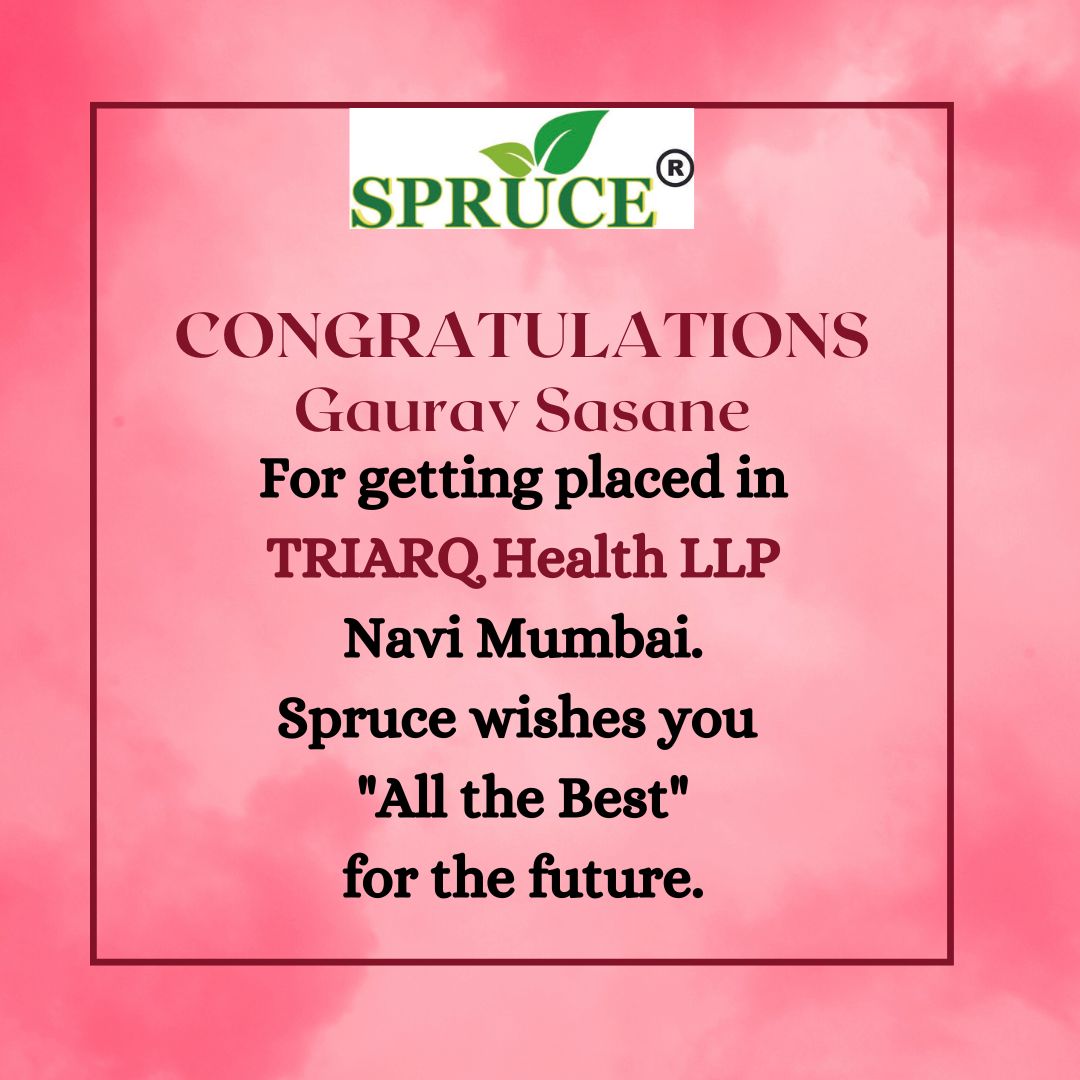 SPRUCE ®
CONGRATULATIONS
Gaurav Sasane
For getting placed in
TRIARQ Health LLP
Navi Mumbai.
Spruce wishes you
"All the Best"
for the future.